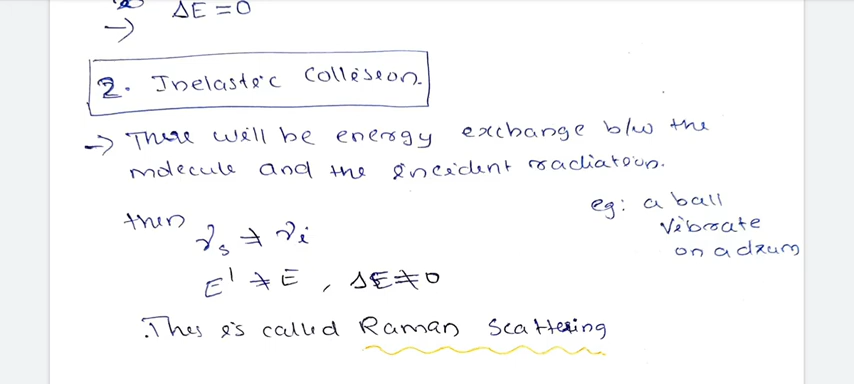 → ΔE = 0
2. Inelastic Collision.
→ There will be energy exchange b/w the
molecule and the incident radiation.
eg: a ball
vibrate
on a drum
then νs ≠ νi
E' ≠ E , ΔE ≠ 0
.This is called Raman Scattering